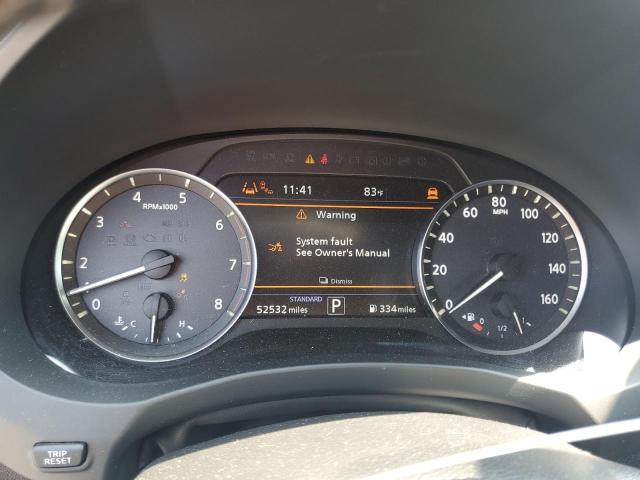 11:41
83°F
Warning
System fault
See Owner's Manual
Dismiss
STANDARD
52532 miles
P
334 miles
RPMx1000
0
1
2
3
4
5
6
7
8
C
H
MPH
0
20
40
60
80
100
120
140
160
0
1/2
1
TRIP
RESET